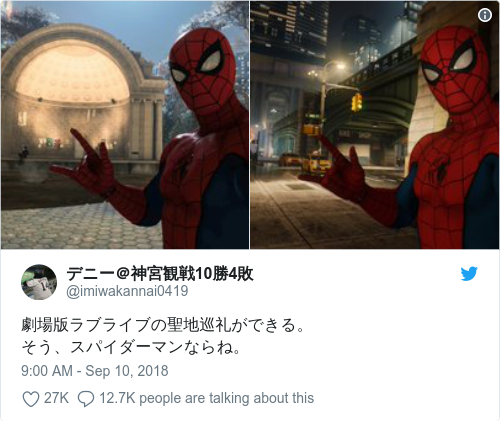 デニー＠神宮観戦10勝4敗
@imiwakannai0419
劇場版ラブライブの聖地巡礼ができる。
そう、スパイダーマンならね。
9:00 AM - Sep 10, 2018
27K 12.7K people are talking about this